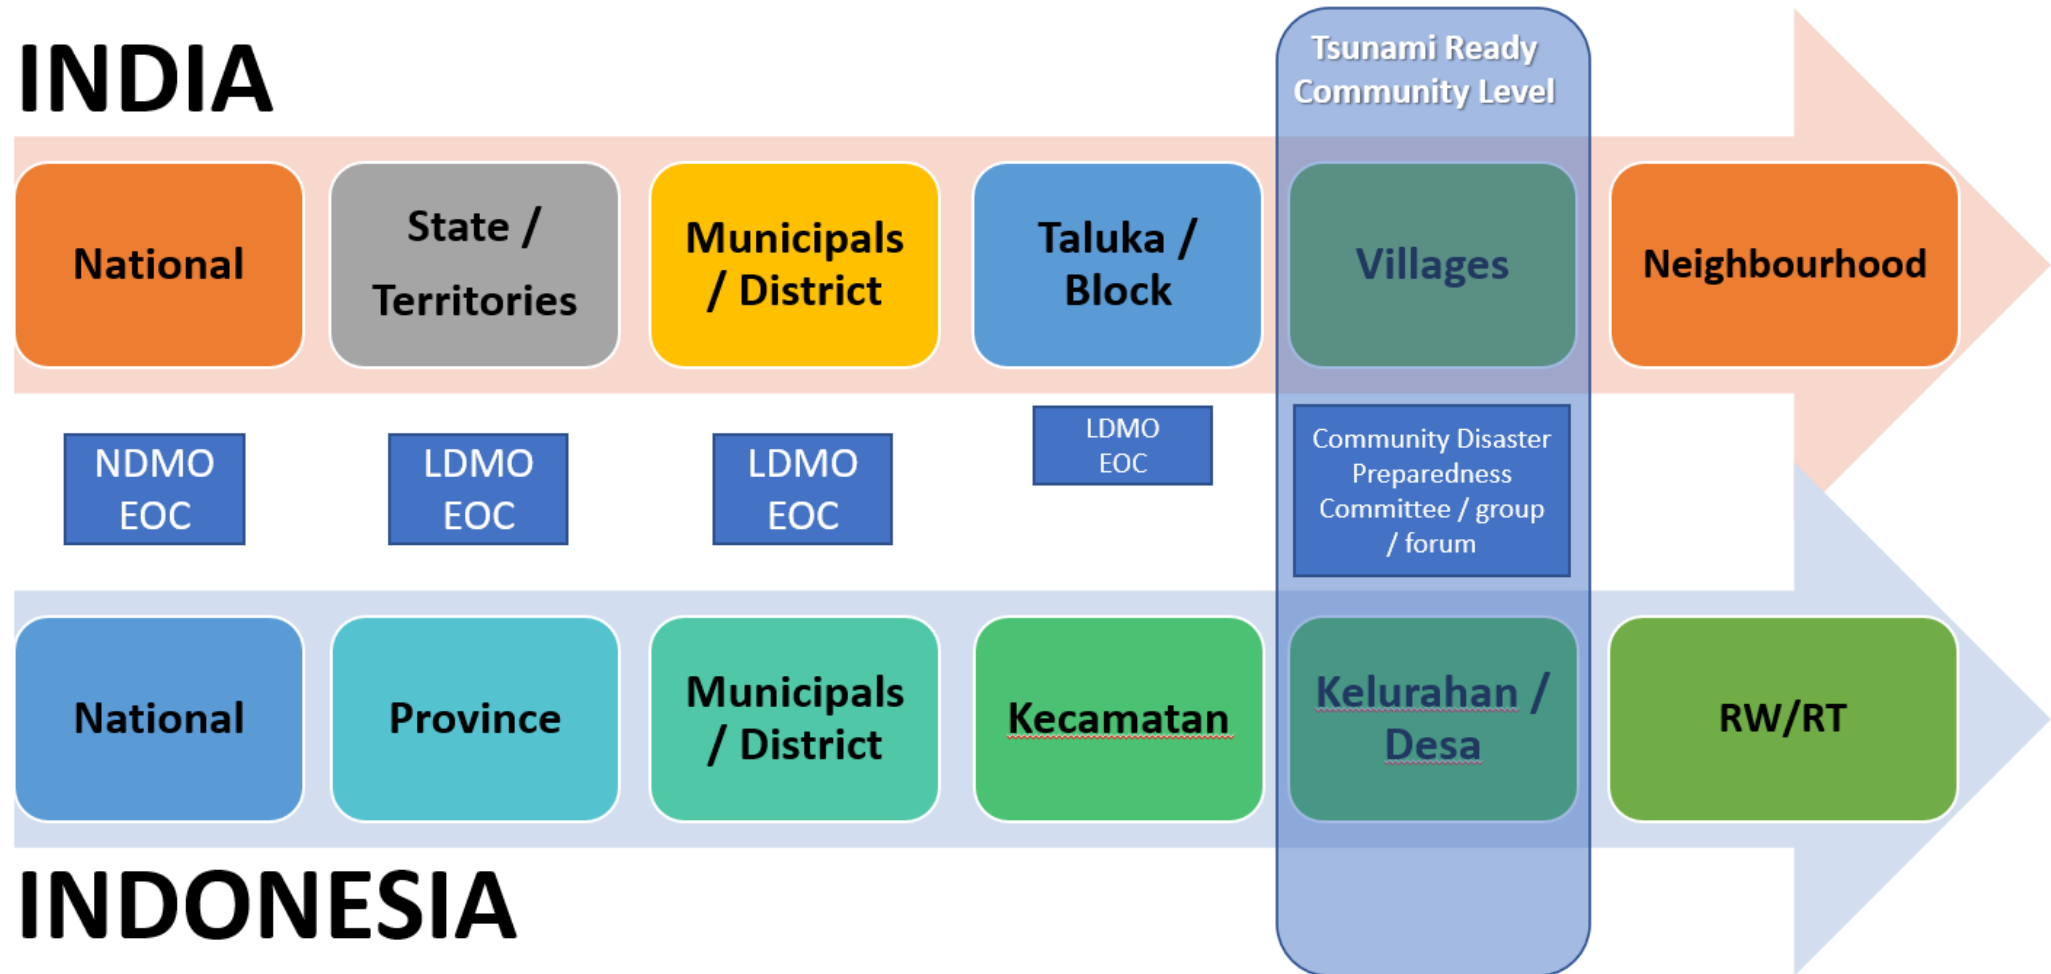 INDIA
Tsunami Ready
Community Level
National
State /
Territories
Municipals
/ District
Taluka /
Block
Villages
Neighbourhood
NDMO
EOC
LDMO
EOC
LDMO
EOC
LDMO
EOC
Community Disaster
Preparedness
Committee / group
/ forum
National
Province
Municipals
/ District
Kecamatan
Kelurahan /
Desa
RW/RT
INDONESIA